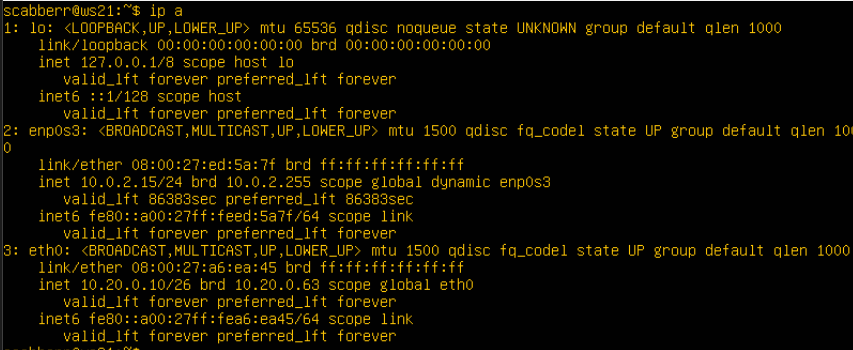 scabberr@ws21:~$ ip a
1: lo: <LOOPBACK,UP,LOWER_UP> mtu 65536 qdisc noqueue state UNKNOWN group default qlen 1000
link/loopback 00:00:00:00:00:00 brd 00:00:00:00:00:00
inet 127.0.0.1/8 scope host lo
valid_lft forever preferred_lft forever
inet6 ::1/128 scope host
valid_lft forever preferred_lft forever
2: enp0s3: <BROADCAST,MULTICAST,UP,LOWER_UP> mtu 1500 qdisc fq_codel state UP group default qlen 100
0
link/ether 08:00:27:ed:5a:7f brd ff:ff:ff:ff:ff:ff
inet 10.0.2.15/24 brd 10.0.2.255 scope global dynamic enp0s3
valid_lft 86383sec preferred_lft 86383sec
inet6 fe80::a00:27ff:feed:5a7f/64 scope link
valid_lft forever preferred_lft forever
3: eth0: <BROADCAST,MULTICAST,UP,LOWER_UP> mtu 1500 qdisc fq_codel state UP group default qlen 1000
link/ether 08:00:27:a6:ea:45 brd ff:ff:ff:ff:ff:ff
inet 10.20.0.10/26 brd 10.20.0.63 scope global eth0
valid_lft forever preferred_lft forever
inet6 fe80::a00:27ff:fea6:ea45/64 scope link
valid_lft forever preferred_lft forever